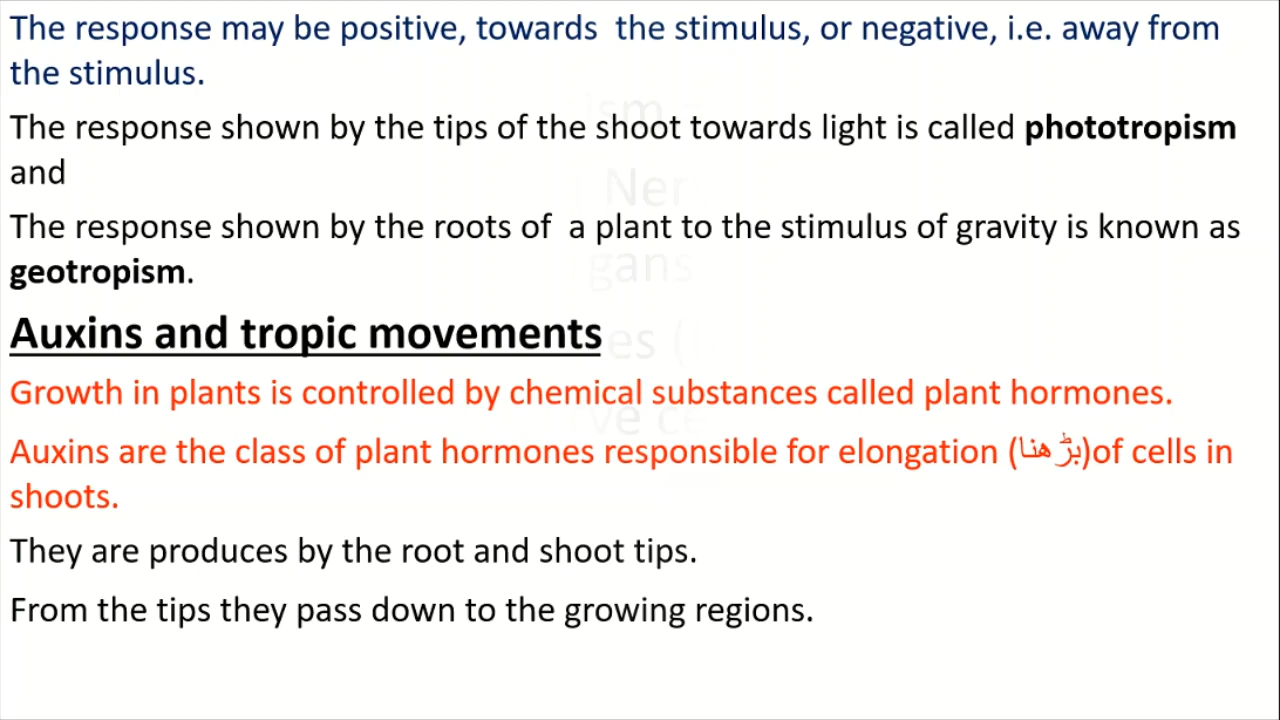 The response may be positive, towards  the stimulus, or negative, i.e. away from
the stimulus.
The response shown by the tips of the shoot towards light is called phototropism
and
The response shown by the roots of  a plant to the stimulus of gravity is known as
geotropism.
Auxins and tropic movements
Growth in plants is controlled by chemical substances called plant hormones.
Auxins are the class of plant hormones responsible for elongation (بڑھنا)of cells in
shoots.
They are produces by the root and shoot tips.
From the tips they pass down to the growing regions.